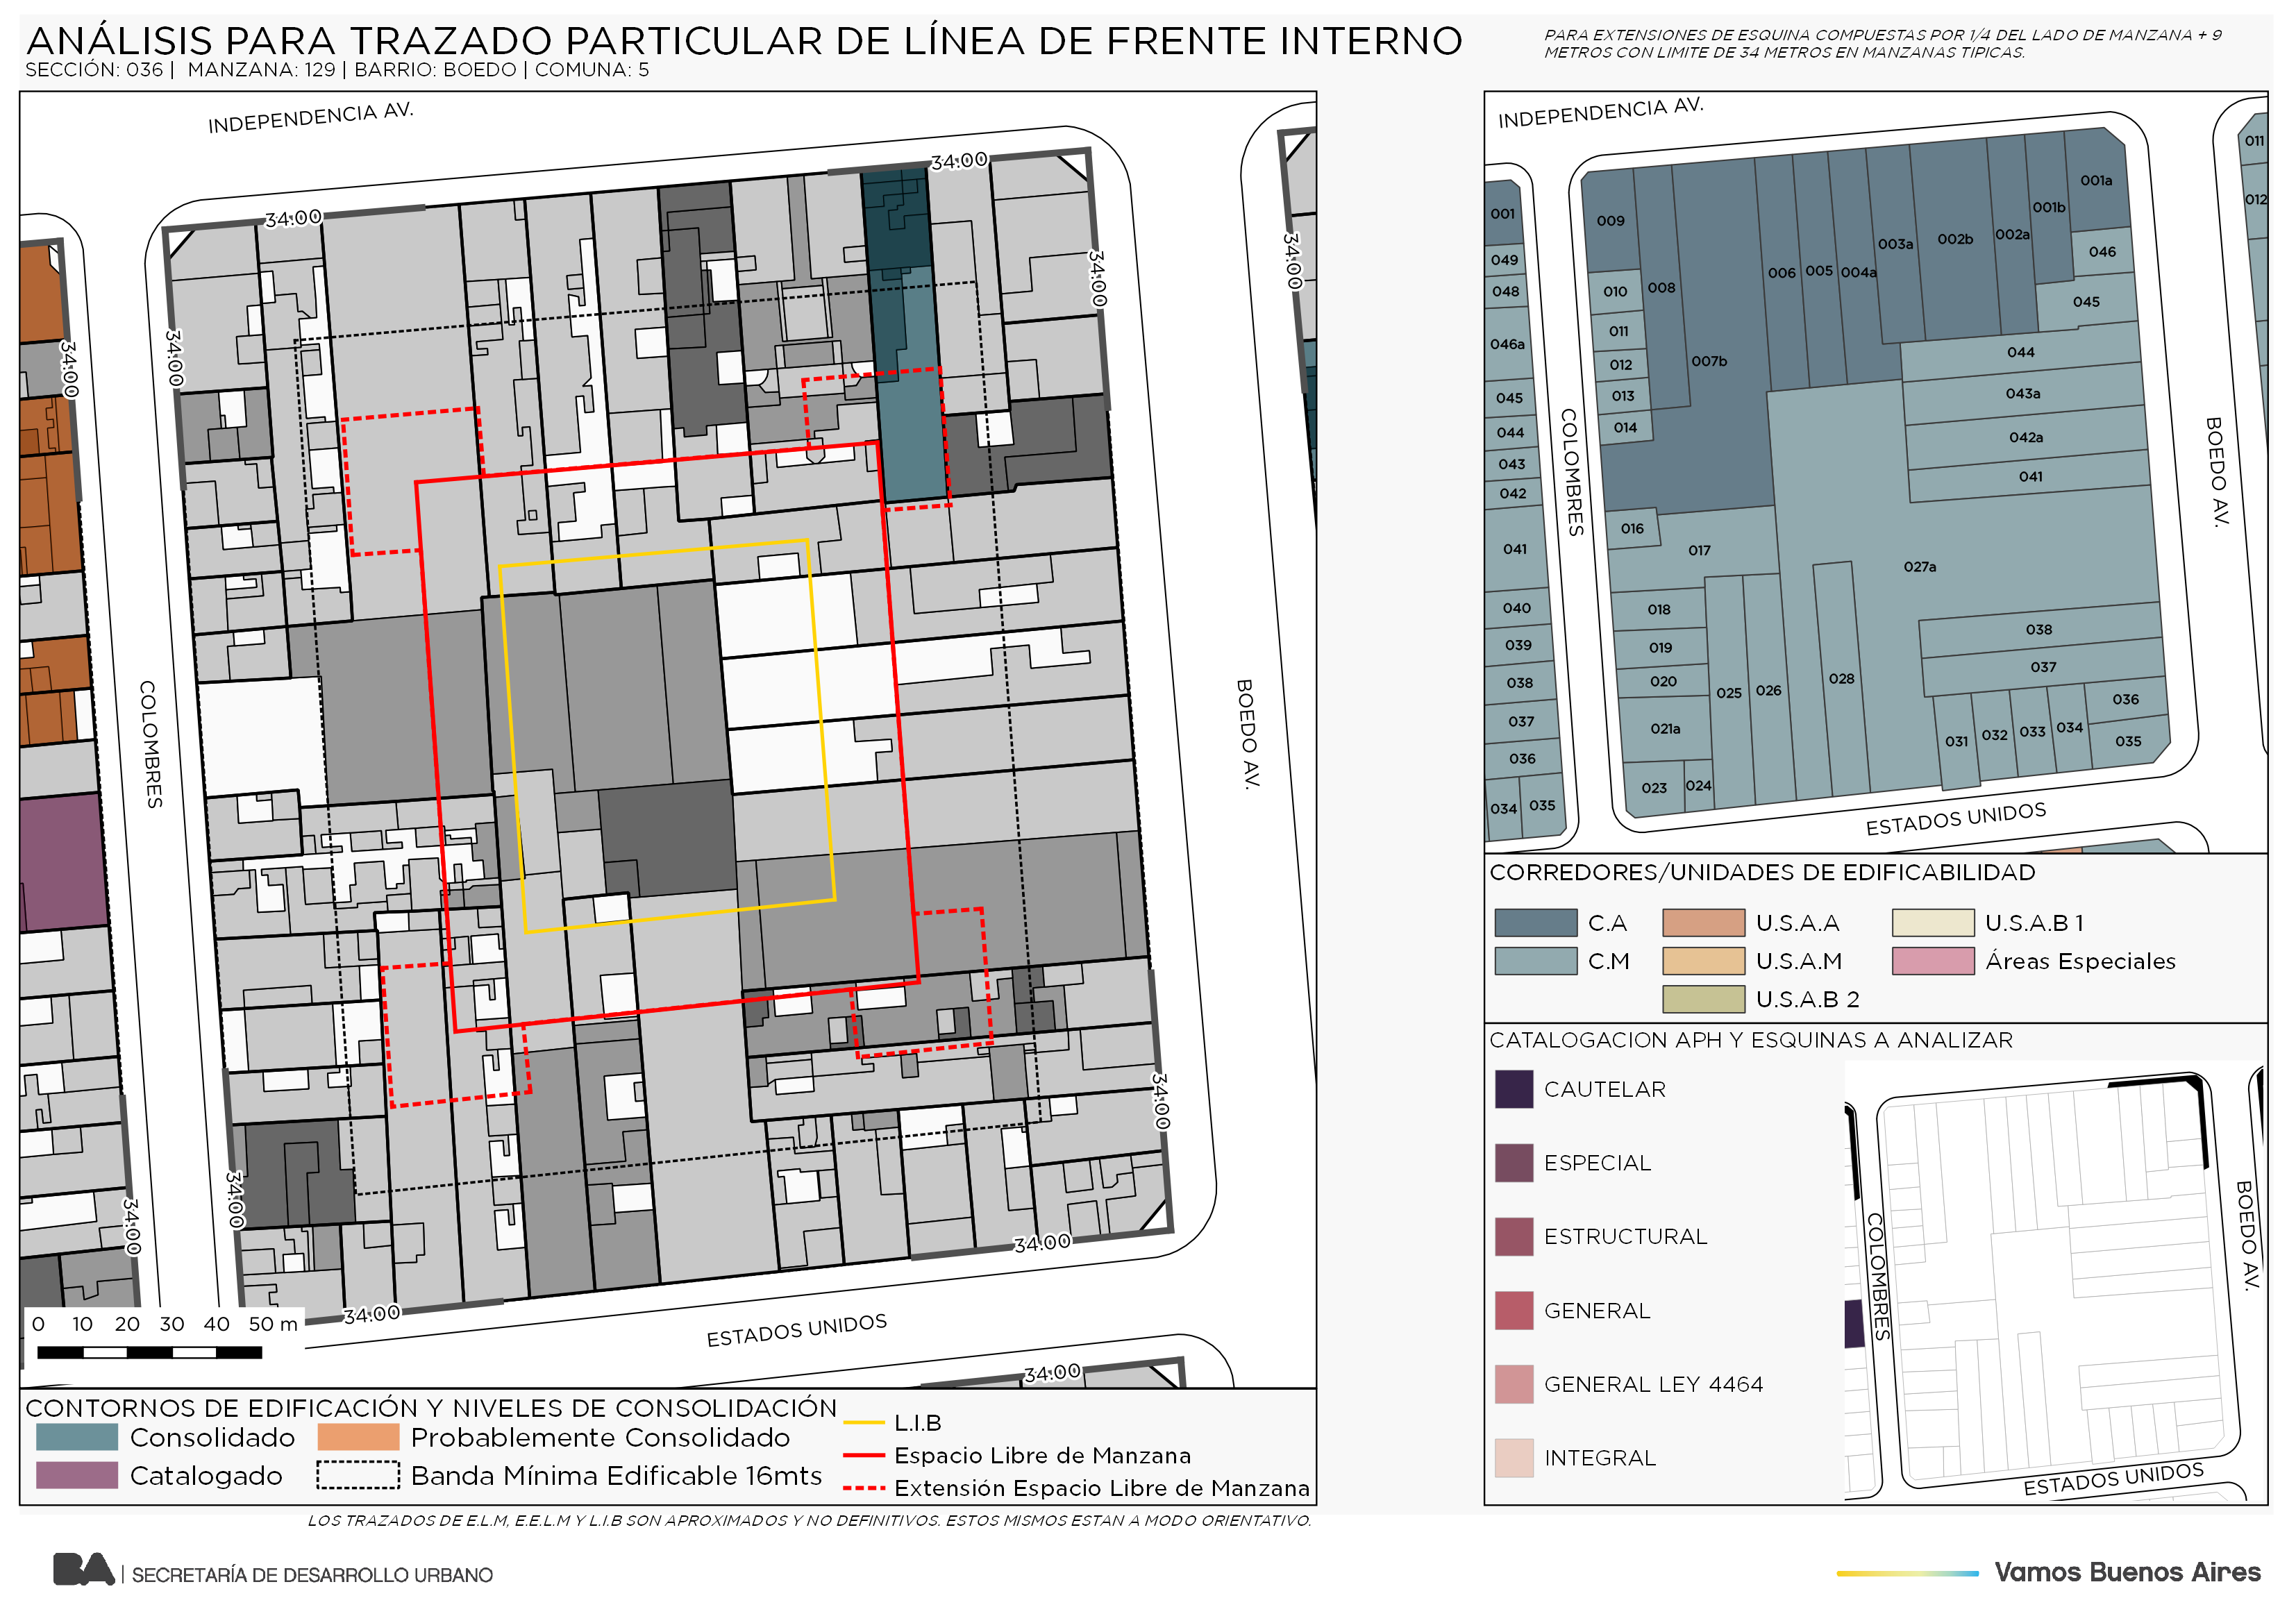 ANÁLISIS PARA TRAZADO PARTICULAR DE LÍNEA DE FRENTE INTERNO
SECCIÓN: 036 | MANZANA: 129 | BARRIO: BOEDO | COMUNA: 5
PARA EXTENSIONES DE ESQUINA COMPUESTAS POR 1/4 DEL LADO DE MANZANA + 9
METROS CON LIMITE DE 34 METROS EN MANZANAS TIPICAS.
INDEPENDENCIA AV.
34:00
34:00
34:00
34:00
34:00
34:00
COLOMBRES
BOEDO AV.
34:00
34:00
34:00
34:00
34:00
ESTADOS UNIDOS
34:00
0 10 20 30 40 50 m
CONTORNOS DE EDIFICACIÓN Y NIVELES DE CONSOLIDACIÓN
Consolidado
Probablemente Consolidado
Catalogado
Banda Mínima Edificable 16mts
L.I.B
Espacio Libre de Manzana
Extensión Espacio Libre de Manzana
LOS TRAZADOS DE E.L.M, E.E.L.M Y L.I.B SON APROXIMADOS Y NO DEFINITIVOS. ESTOS MISMOS ESTAN A MODO ORIENTATIVO.
INDEPENDENCIA AV.
001
049
048
046a
045
044
043
042
041
040
039
038
037
036
034
035
COLOMBRES
009
008
007b
006
005
004a
003a
002b
002a
001b
001a
046
045
010
011
012
013
014
044
043a
042a
041
016
017
027a
018
019
020
021a
023
024
025
026
028
038
037
031
032
033
034
036
035
011
012
BOEDO AV.
ESTADOS UNIDOS
CORREDORES/UNIDADES DE EDIFICABILIDAD
C.A
U.S.A.A
U.S.A.B 1
C.M
U.S.A.M
Áreas Especiales
U.S.A.B 2
CATALOGACION APH Y ESQUINAS A ANALIZAR
CAUTELAR
ESPECIAL
ESTRUCTURAL
GENERAL
GENERAL LEY 4464
INTEGRAL
COLOMBRES
BOEDO AV.
ESTADOS UNIDOS
BA | SECRETARÍA DE DESARROLLO URBANO
Vamos Buenos Aires